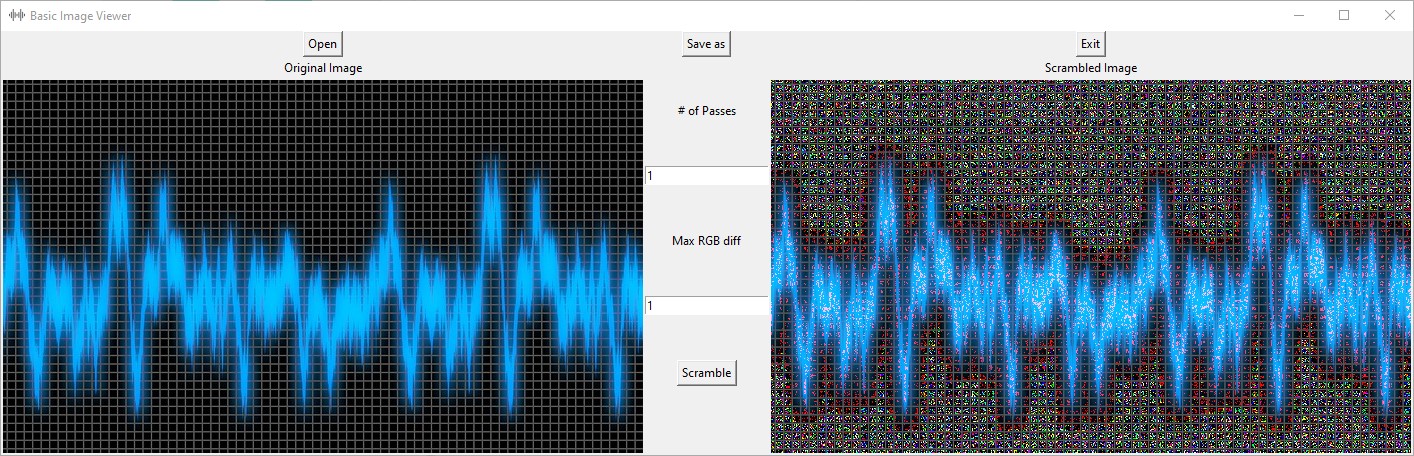 Basic Image Viewer
Open
Save as
Exit
Original Image
Scrambled Image
# of Passes
1
Max RGB diff
1
Scramble